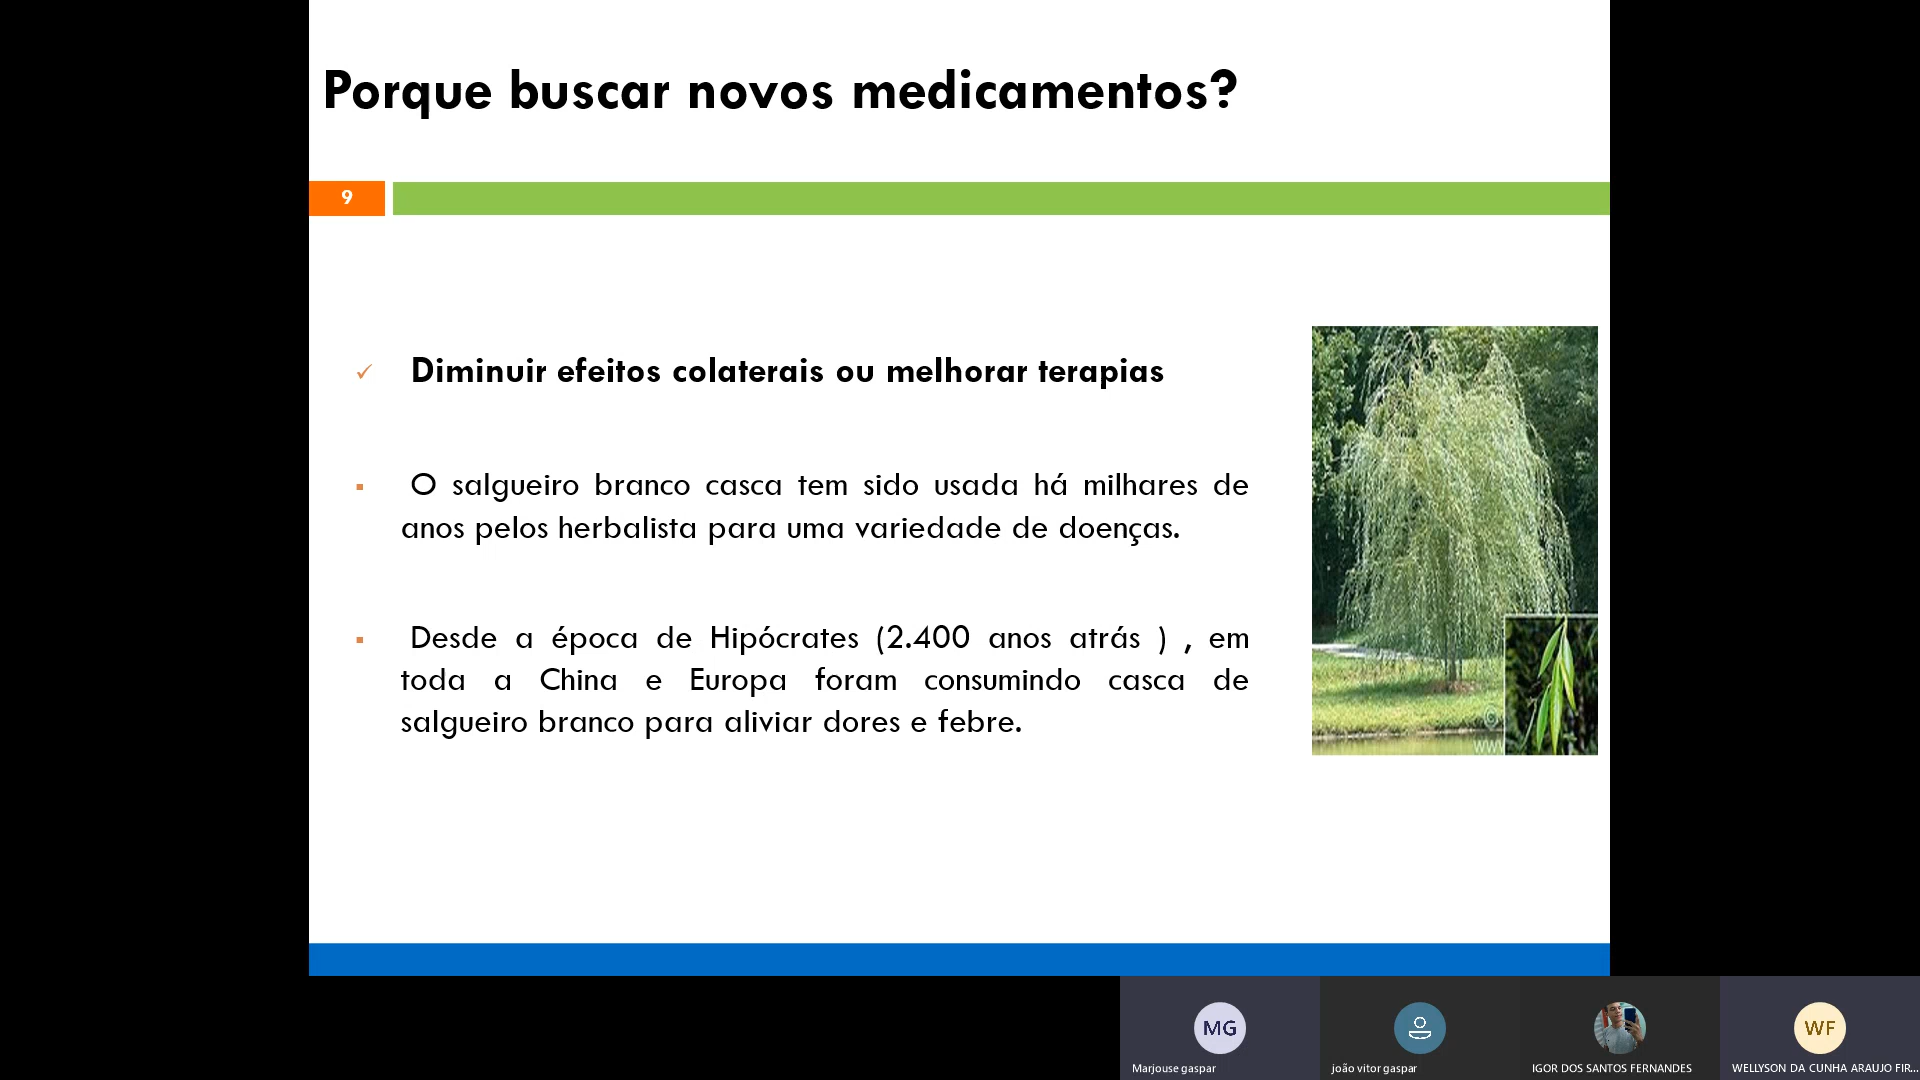 Porque buscar novos medicamentos?
9
✓ Diminuir efeitos colaterais ou melhorar terapias
▪ O salgueiro branco casca tem sido usada há milhares de
anos pelos herbalista para uma variedade de doenças.
▪ Desde a época de Hipócrates (2.400 anos atrás ) , em
toda a China e Europa foram consumindo casca de
salgueiro branco para aliviar dores e febre.
MG
WF
Marjouse gaspar
joão vitor gaspar
IGOR DOS SANTOS FERNANDES
WELLYSON DA CUNHA ARAUJO FIR...